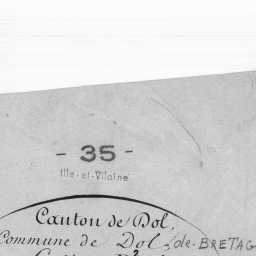 - 35 -
Ille-et-Vilaine
Canton de Dol,
Commune de Dol-de-BRETAG